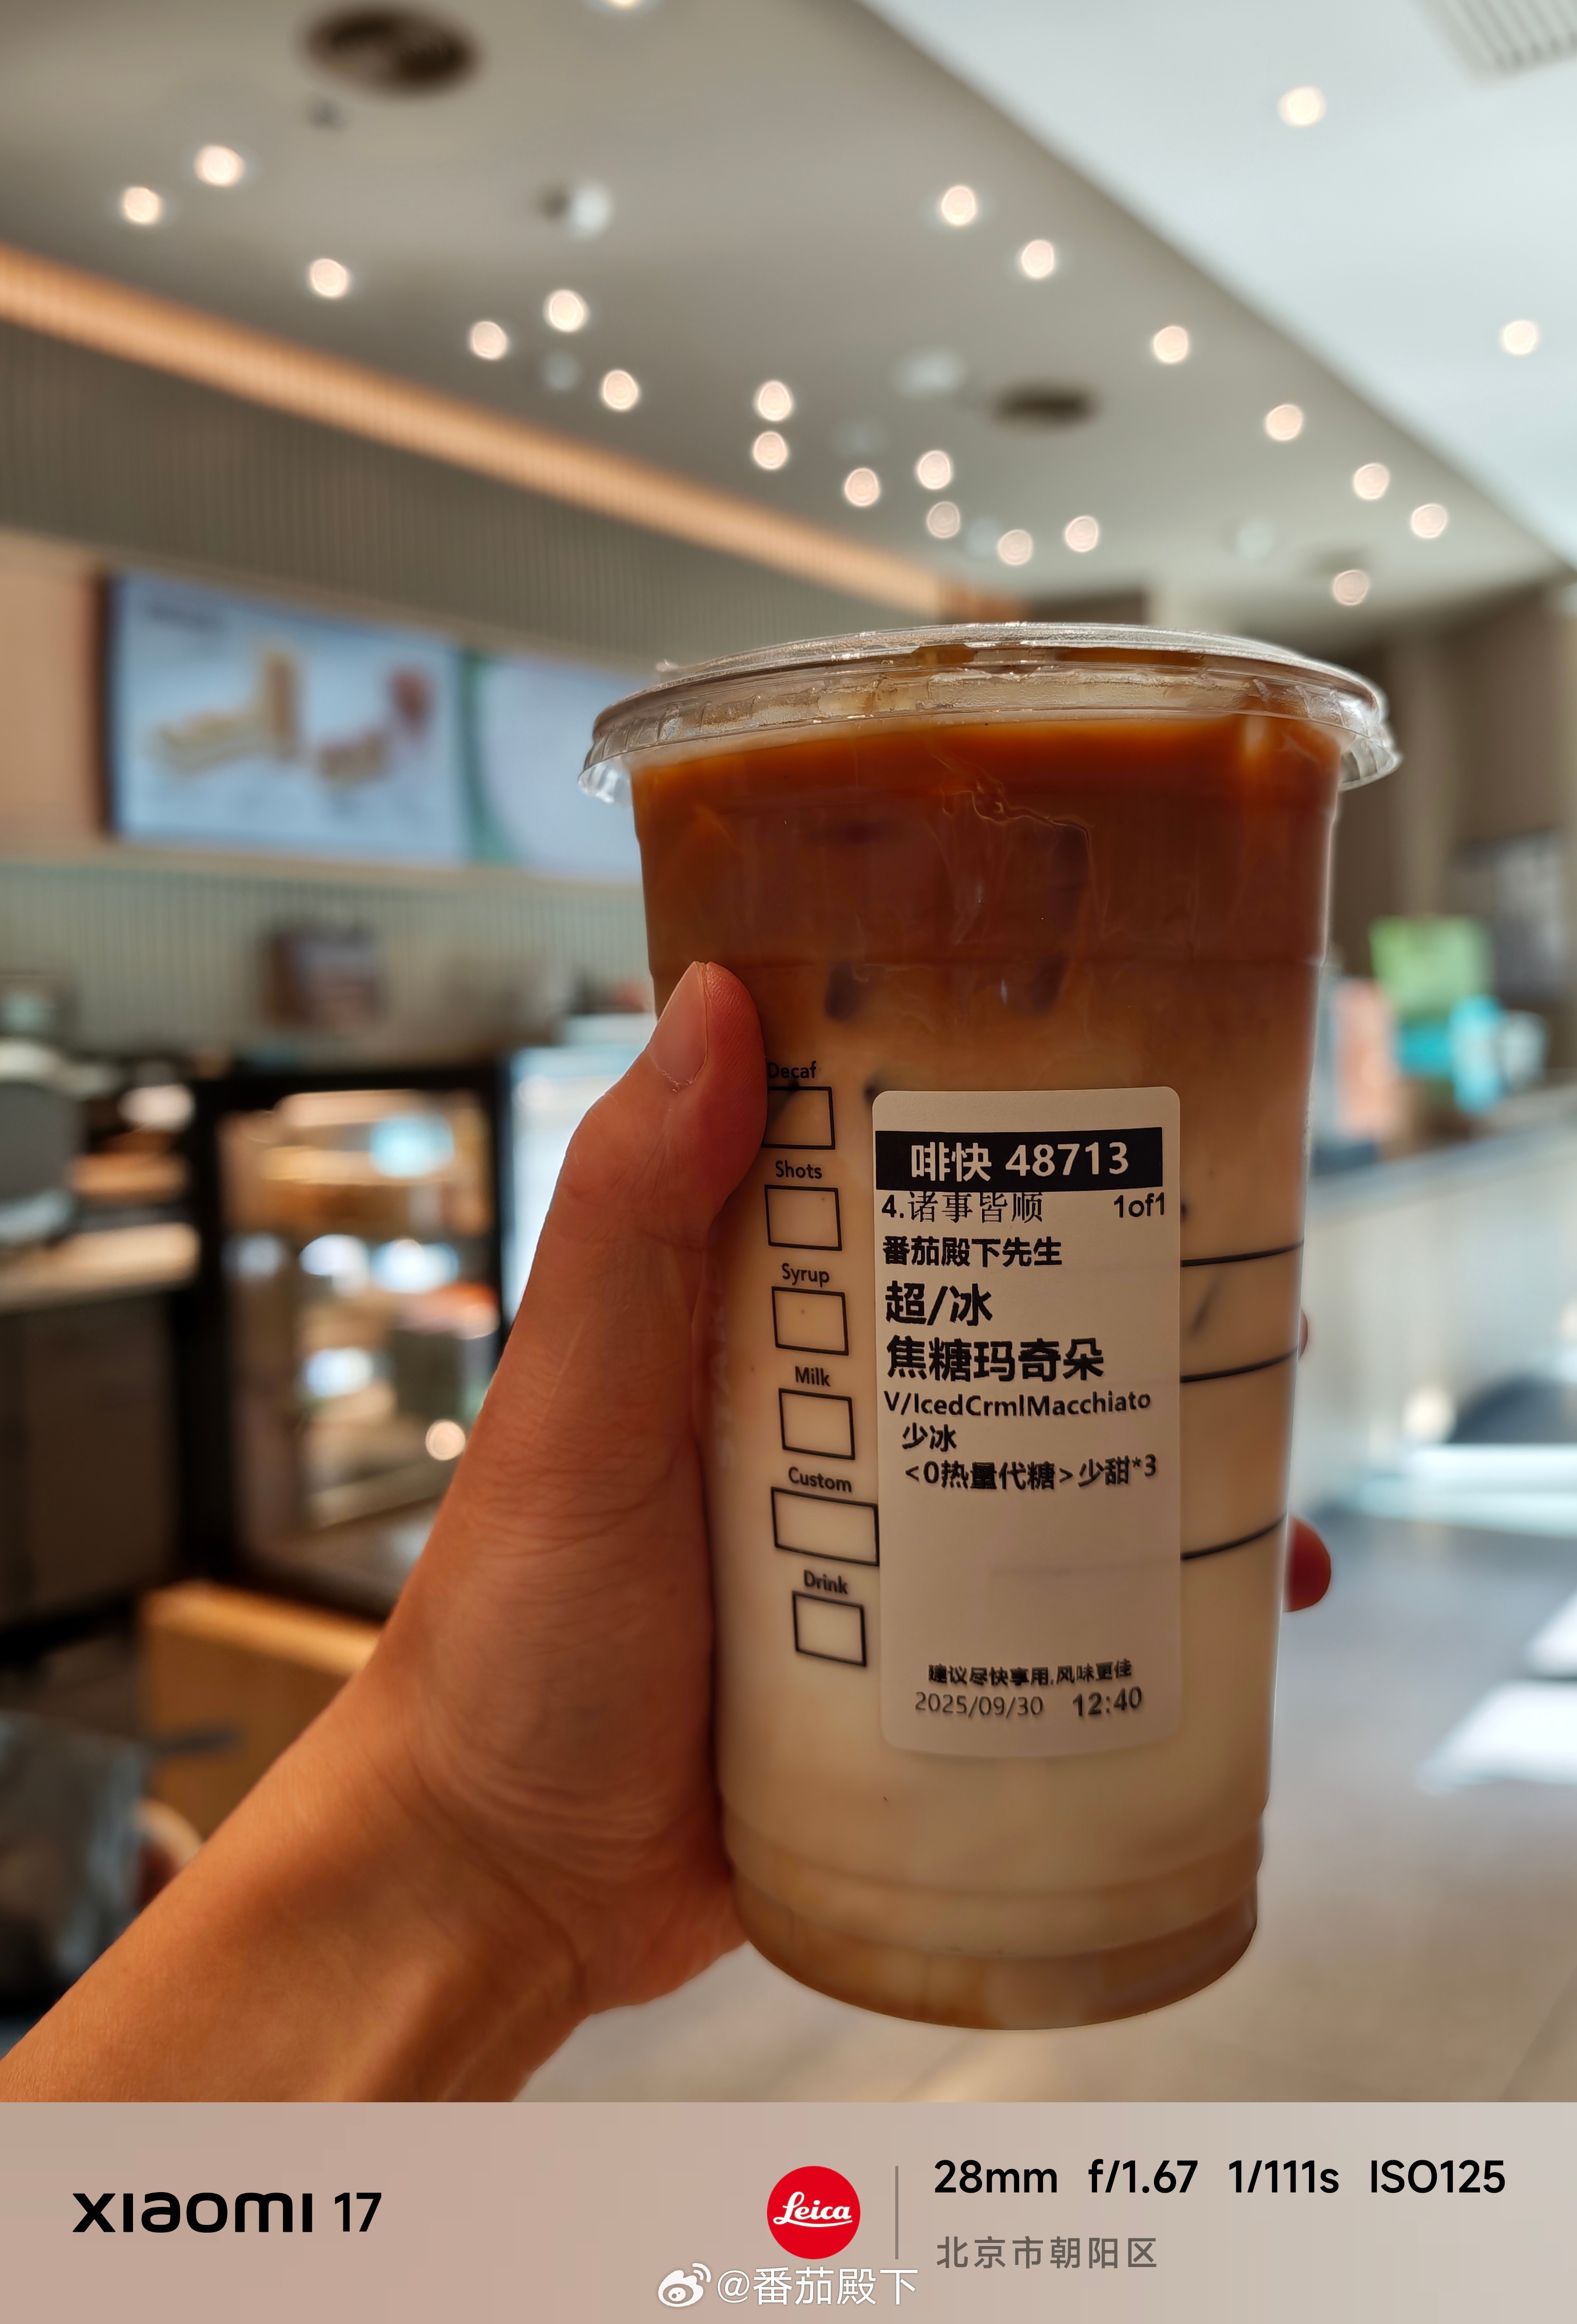 Decaf
Shots
Syrup
Milk
Custom
Drink
啡快 48713
4.诸事皆顺 1of1
番茄殿下先生
超/冰
焦糖玛奇朵
V/IcedCrmlMacchiato
少冰
<0热量代糖>少甜*3
建议尽快享用,风味更佳
2025/09/30 12:40
xiaomi 17
Leica
28mm f/1.67 1/111s ISO125
北京市朝阳区
@番茄殿下